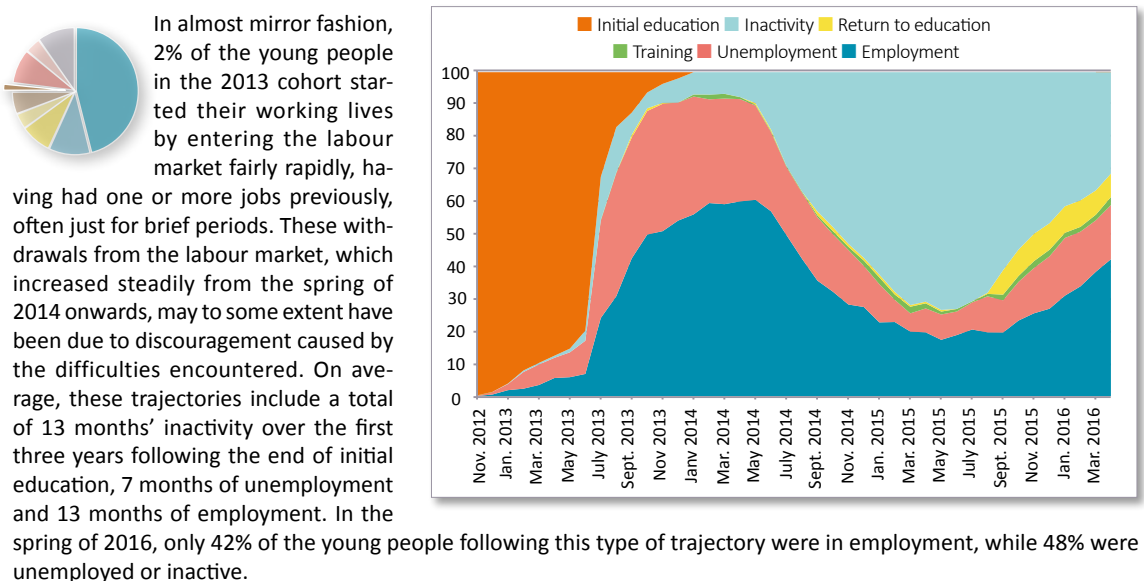 In almost mirror fashion,
2% of the young people
in the 2013 cohort star-
ted their working lives
by entering the labour
market fairly rapidly, ha-
ving had one or more jobs previously,
often just for brief periods. These with-
drawals from the labour market, which
increased steadily from the spring of
2014 onwards, may to some extent have
been due to discouragement caused by
the difficulties encountered. On ave-
rage, these trajectories include a total
of 13 months’ inactivity over the first
three years following the end of initial
education, 7 months of unemployment
and 13 months of employment. In the
spring of 2016, only 42% of the young people following this type of trajectory were in employment, while 48% were
unemployed or inactive.
Initial education Inactivity Return to education
Training Unemployment Employment
100
90
80
70
60
50
40
30
20
10
0
Nov. 2012
Jan. 2013
Mar. 2013
May 2013
July 2013
Sept. 2013
Nov 2013
Janv 2014
March 2014
May 2014
July 2014
Sept. 2014
Nov. 2014
Jan. 2015
March 2015
May 2015
July 2015
Sept. 2015
Nov. 2015
Jan. 2016
Mar. 2016